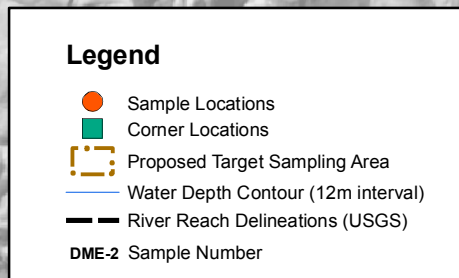 Legend
Sample Locations
Corner Locations
Proposed Target Sampling Area
Water Depth Contour (12m interval)
River Reach Delineations (USGS)
DME-2 Sample Number